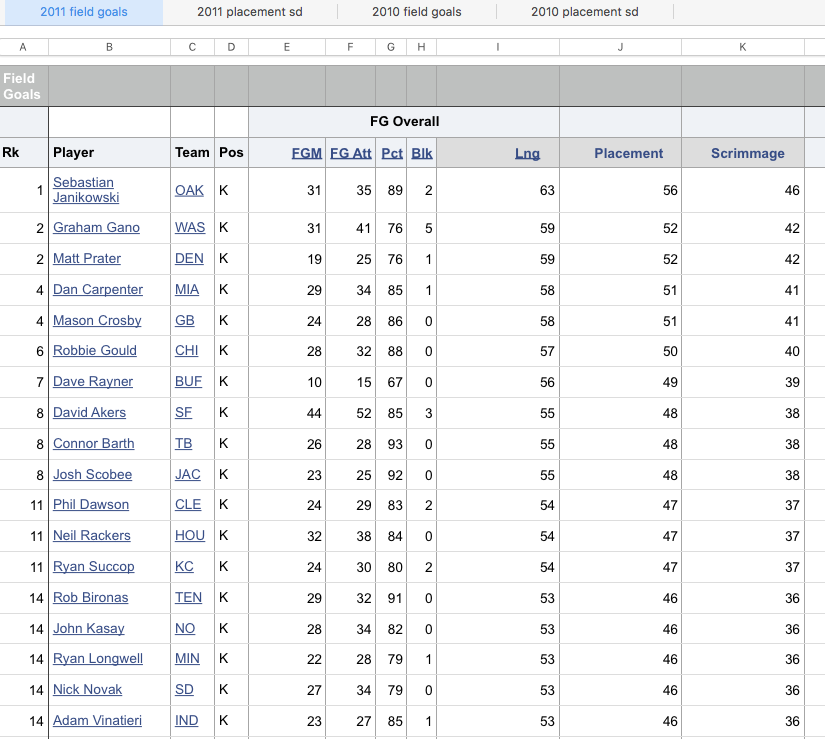 2011 field goals 2011 placement sd 2010 field goals 2010 placement sd
A B C D E F G H I J K
Field
Goals
FG Overall
Rk Player Team Pos FGM FG Att Pct Blk Lng Placement Scrimmage
1 Sebastian Janikowski OAK K 31 35 89 2 63 56 46
2 Graham Gano WAS K 31 41 76 5 59 52 42
2 Matt Prater DEN K 19 25 76 1 59 52 42
4 Dan Carpenter MIA K 29 34 85 1 58 51 41
4 Mason Crosby GB K 24 28 86 0 58 51 41
6 Robbie Gould CHI K 28 32 88 0 57 50 40
7 Dave Rayner BUF K 10 15 67 0 56 49 39
8 David Akers SF K 44 52 85 3 55 48 38
8 Connor Barth TB K 26 28 93 0 55 48 38
8 Josh Scobee JAC K 23 25 92 0 55 48 38
11 Phil Dawson CLE K 24 29 83 2 54 47 37
11 Neil Rackers HOU K 32 38 84 0 54 47 37
11 Ryan Succop KC K 24 30 80 2 54 47 37
14 Rob Bironas TEN K 29 32 91 0 53 46 36
14 John Kasay NO K 28 34 82 0 53 46 36
14 Ryan Longwell MIN K 22 28 79 1 53 46 36
14 Nick Novak SD K 27 34 79 0 53 46 36
14 Adam Vinatieri IND K 23 27 85 1 53 46 36